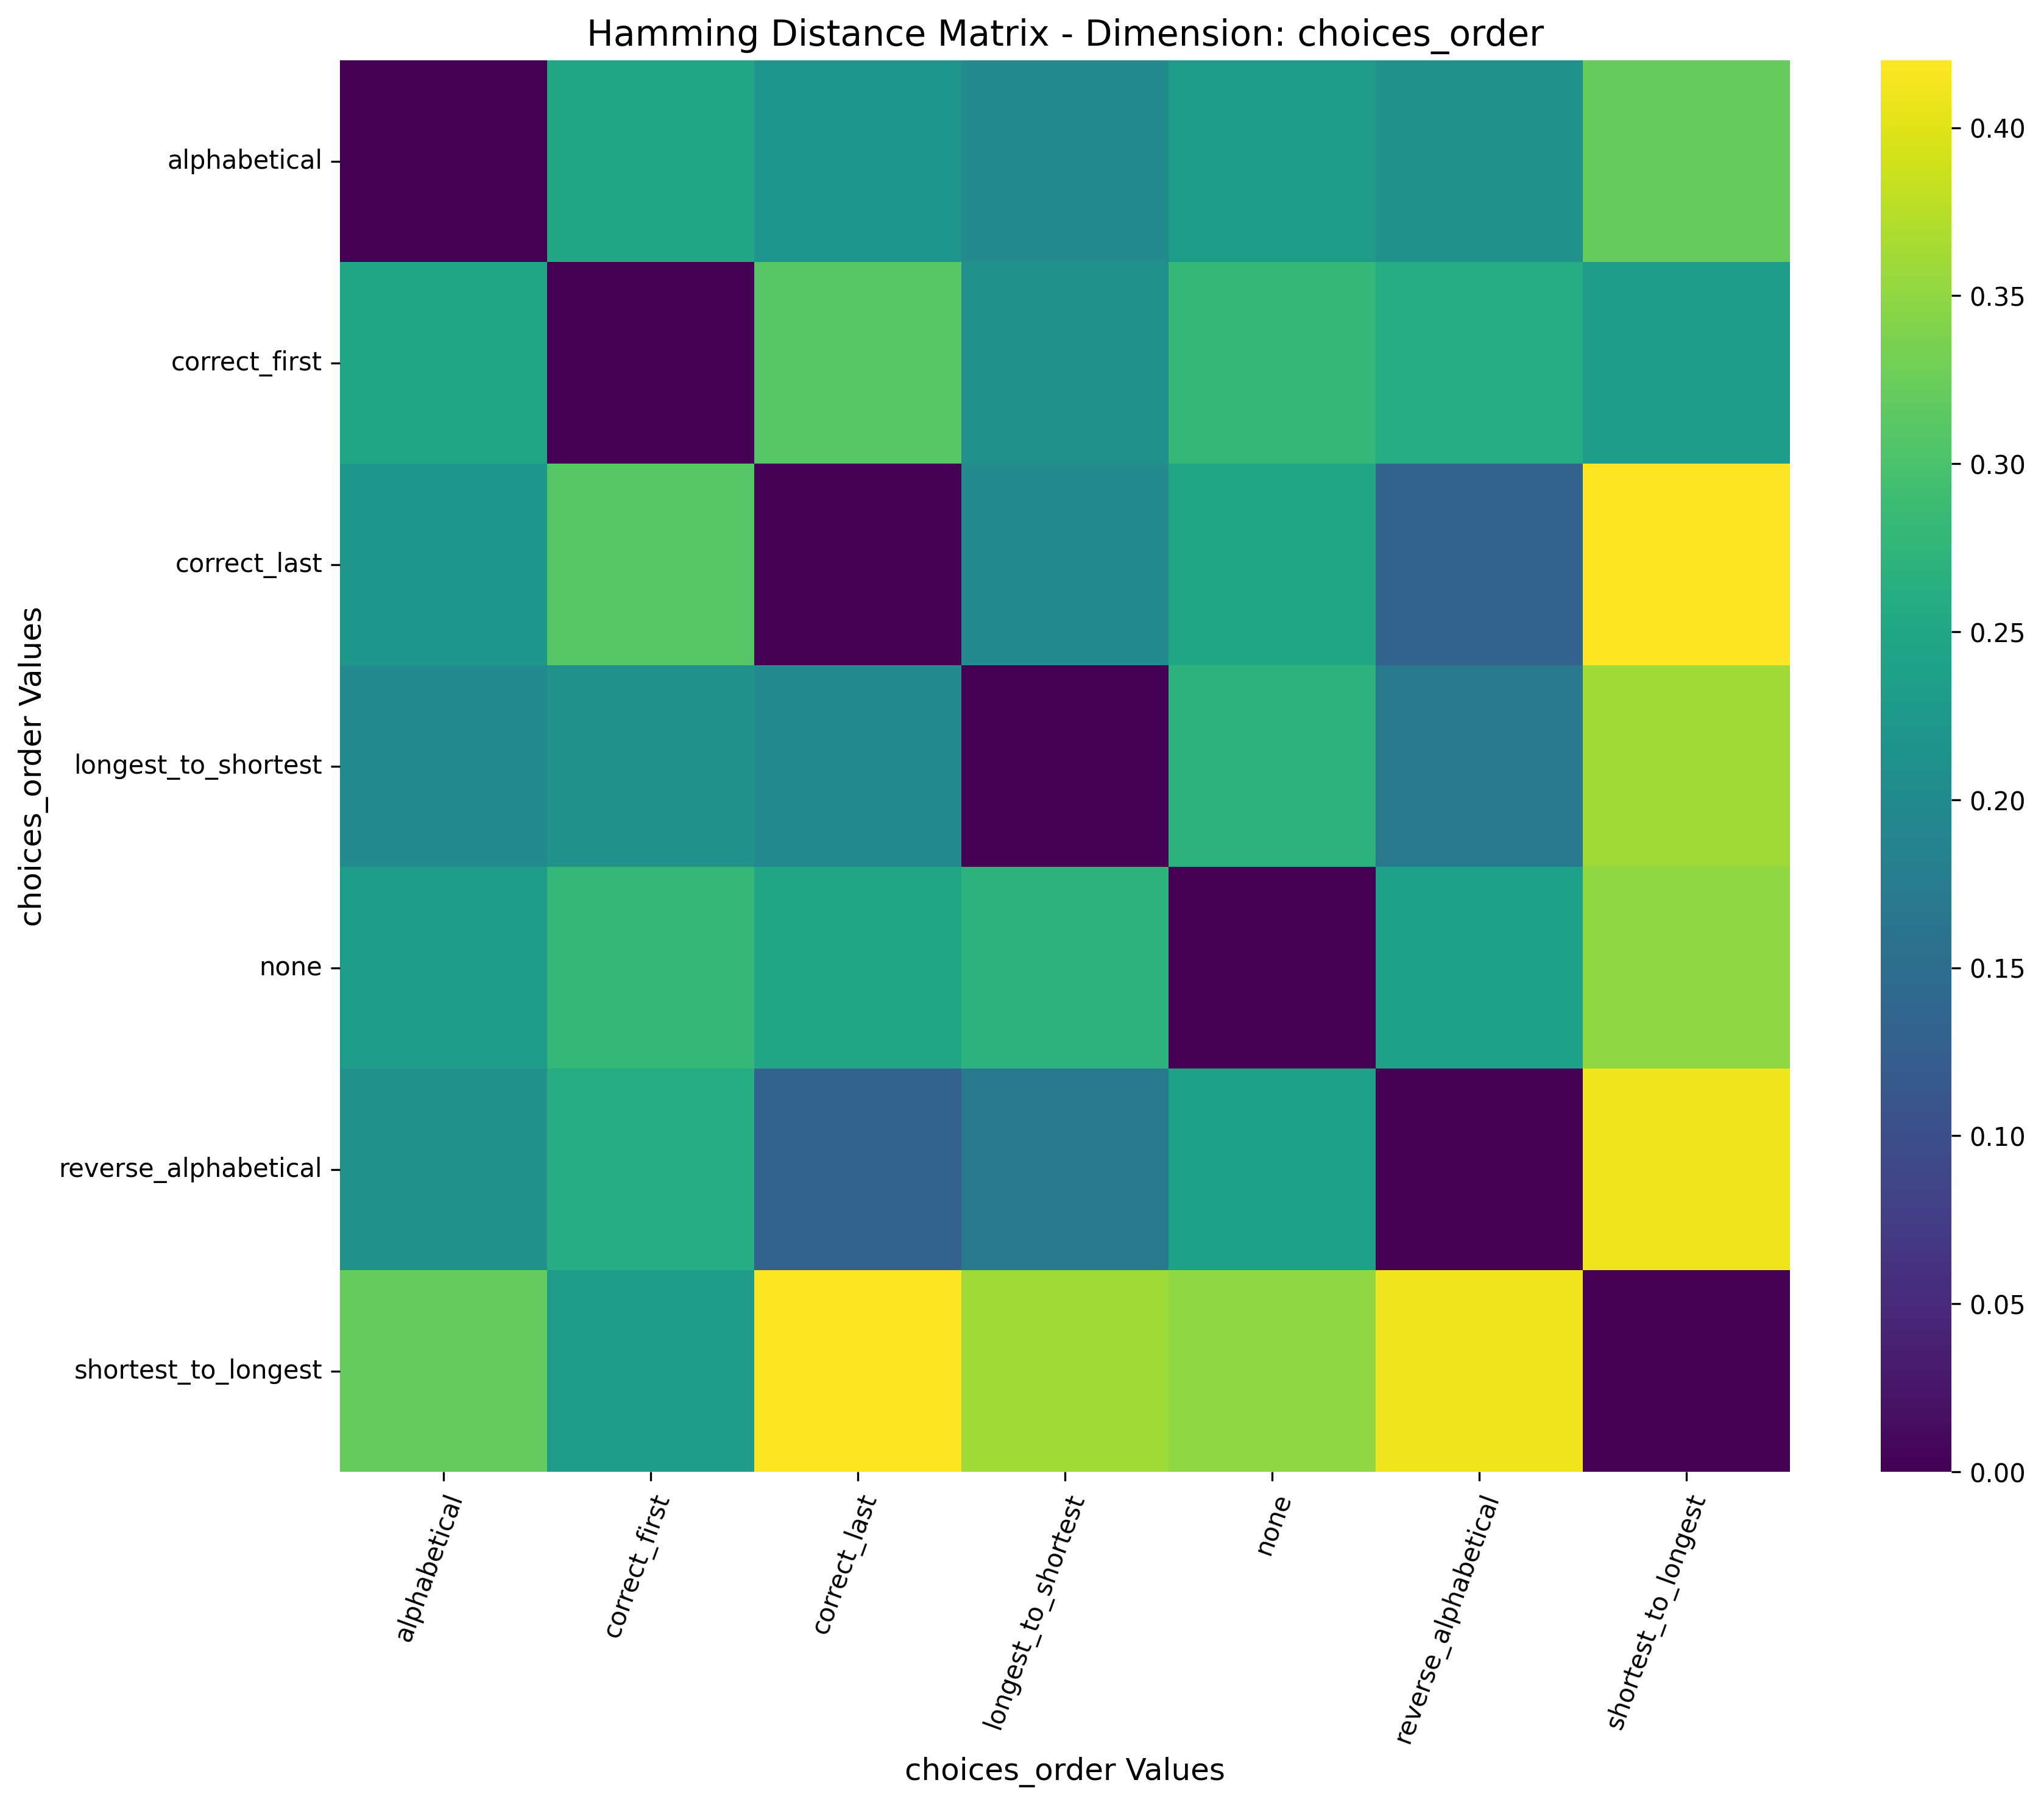 Hamming Distance Matrix - Dimension: choices_order
choices_order Values
alphabetical
correct_first
correct_last
longest_to_shortest
none
reverse_alphabetical
shortest_to_longest
alphabetical
correct_first
correct_last
longest_to_shortest
none
reverse_alphabetical
shortest_to_longest
choices_order Values
0.40
0.35
0.30
0.25
0.20
0.15
0.10
0.05
0.00